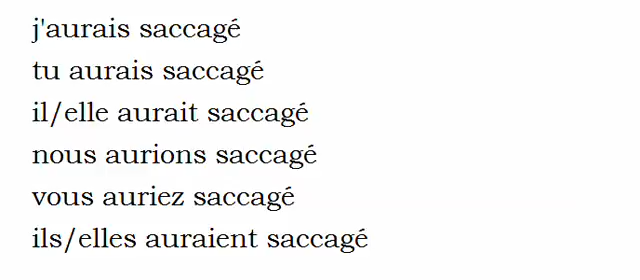 j'aurais saccagé
tu aurais saccagé
il/elle aurait saccagé
nous aurions saccagé
vous auriez saccagé
ils/elles auraient saccagé